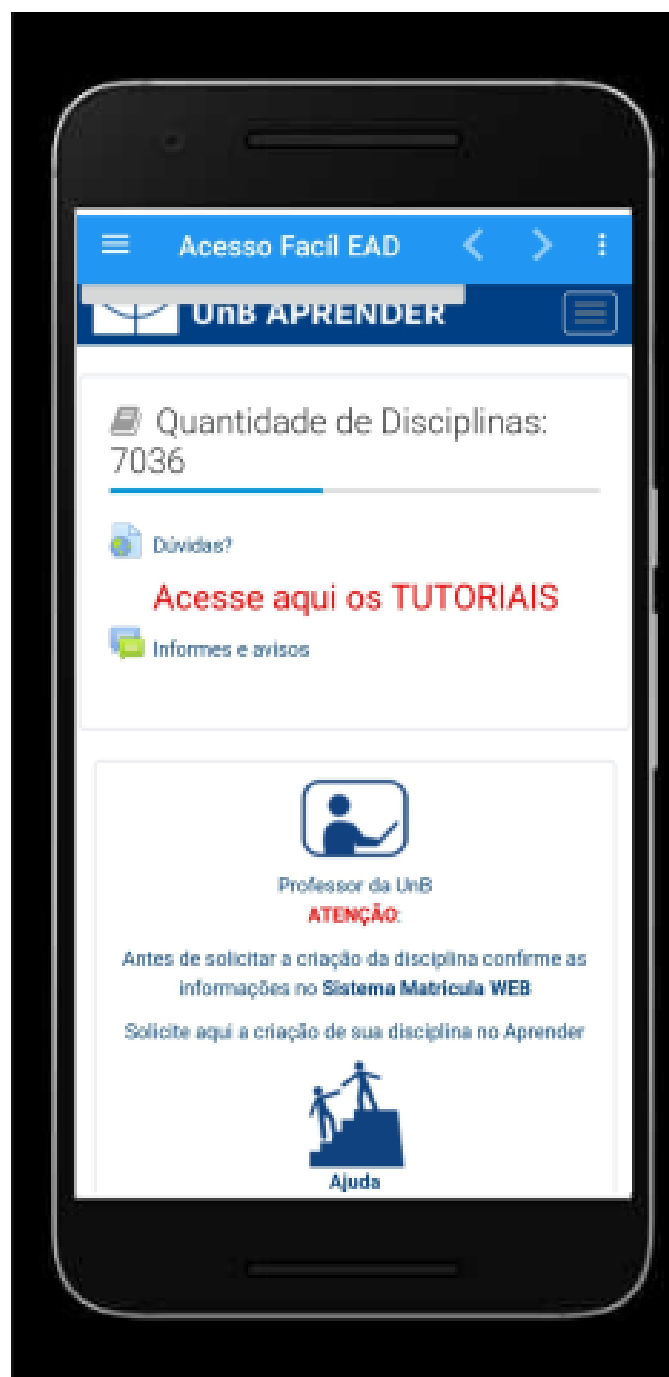 Acesso Facil EAD
UnB APRENDER
Quantidade de Disciplinas:
7036
Dúvidas?
Acesse aqui os TUTORIAIS
Informes e avisos
Professor da UnB
ATENÇÃO:
Antes de solicitar a criação da disciplina confirme as
informações no Sistema Matricula WEB
Solicite aqui a criação de sua disciplina no Aprender
Ajuda